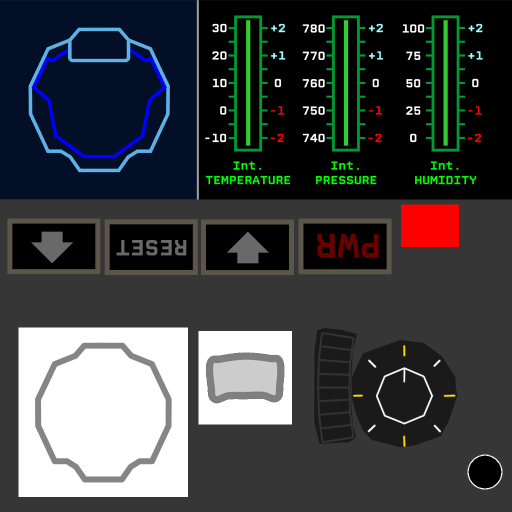 30 +2 780 +2 100 +2
20 +1 770 +1 75 +1
10 0 760 0 50 0
0 -1 750 -1 25 -1
-10 -2 740 -2 0 -2
Int. Int. Int.
TEMPERATURE PRESSURE HUMIDITY
RESET PWR